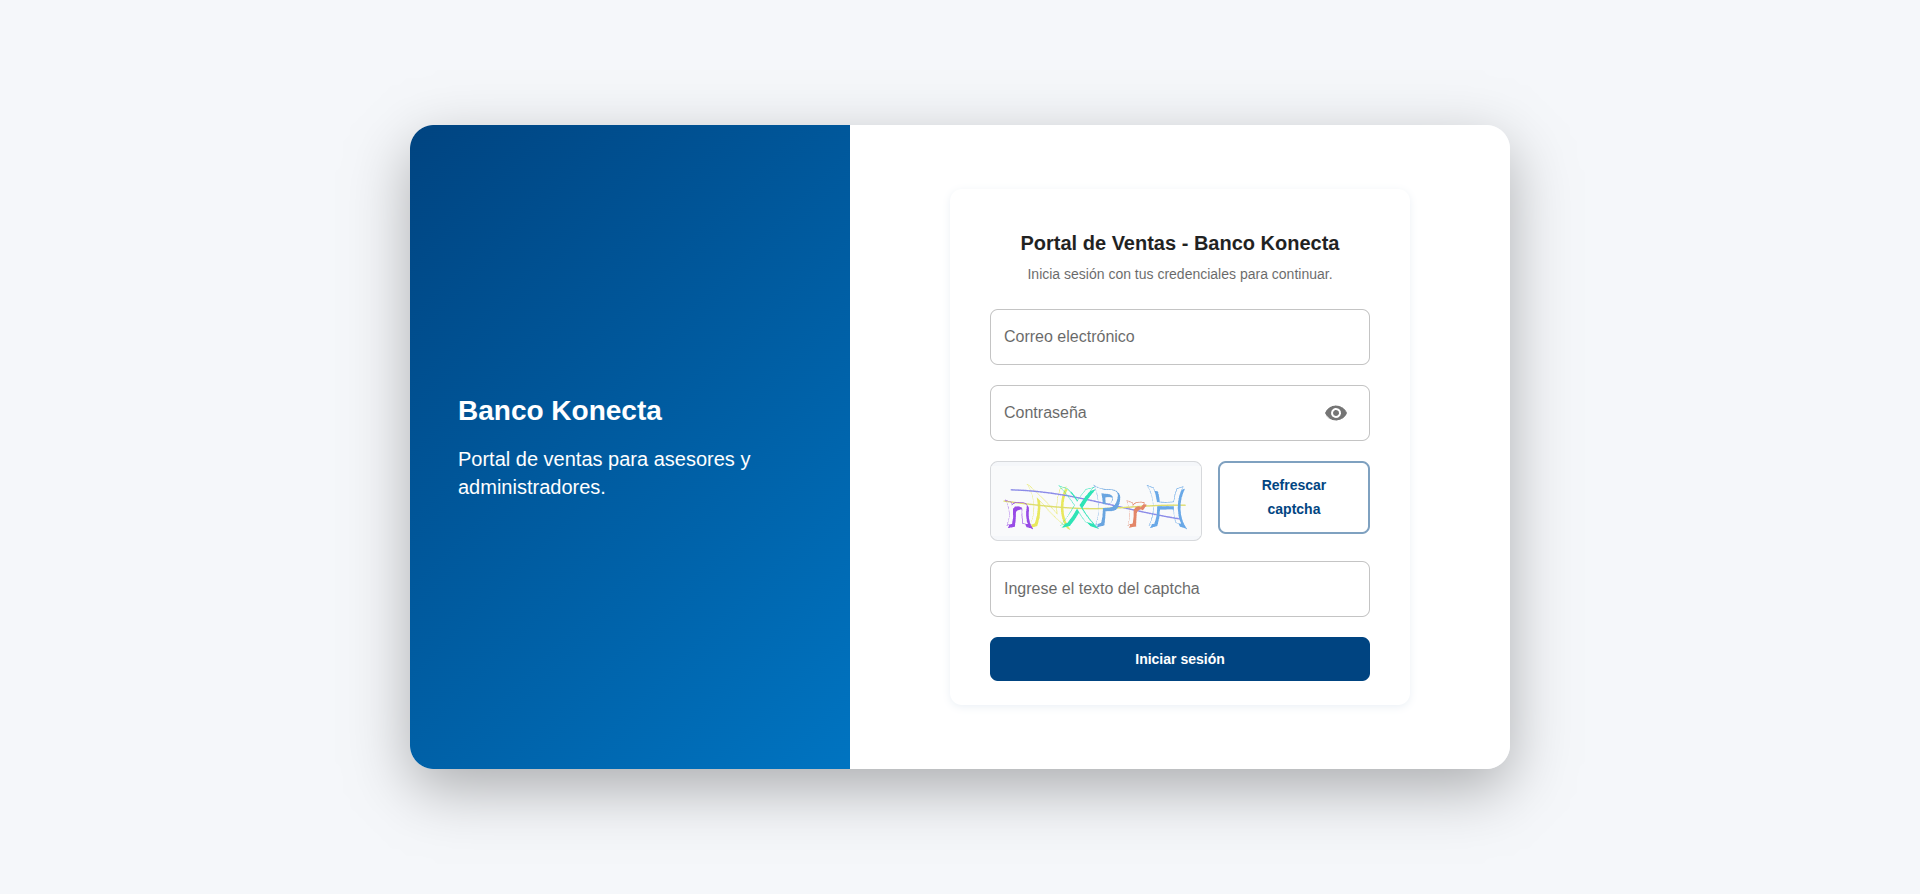 Banco Konecta
Portal de ventas para asesores y
administradores.
Portal de Ventas - Banco Konecta
Inicia sesión con tus credenciales para continuar.
Correo electrónico
Contraseña
Refrescar
captcha
Ingrese el texto del captcha
Iniciar sesión